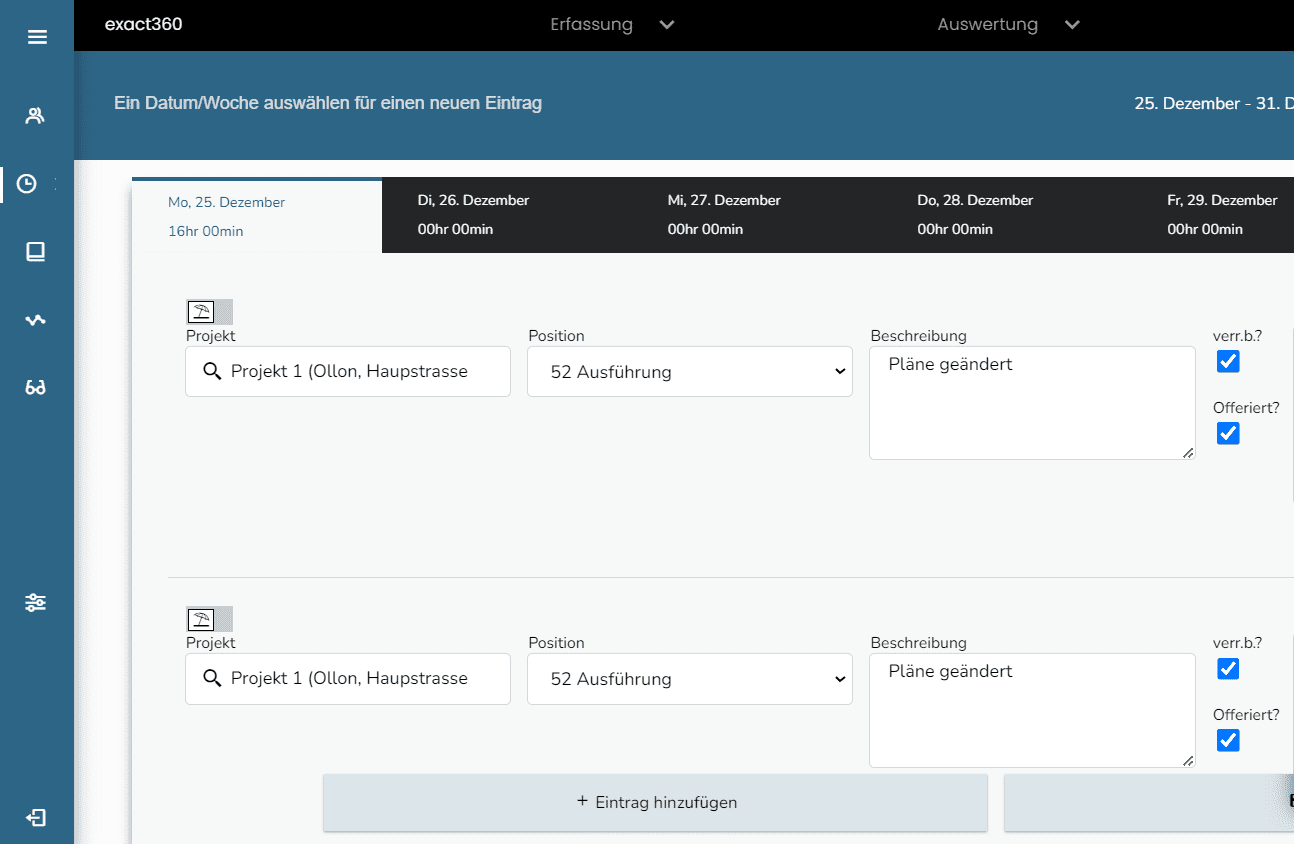 exact360
Erfassung
Auswertung
Ein Datum/Woche auswählen für einen neuen Eintrag
25. Dezember - 31. D
Mo, 25. Dezember
16hr 00min
Di, 26. Dezember
00hr 00min
Mi, 27. Dezember
00hr 00min
Do, 28. Dezember
00hr 00min
Fr, 29. Dezember
00hr 00min
Projekt
Projekt 1 (Ollon, Haupstrasse
Position
52 Ausführung
Beschreibung
Pläne geändert
verr.b.?
Offeriert?
Projekt
Projekt 1 (Ollon, Haupstrasse
Position
52 Ausführung
Beschreibung
Pläne geändert
verr.b.?
Offeriert?
+ Eintrag hinzufügen